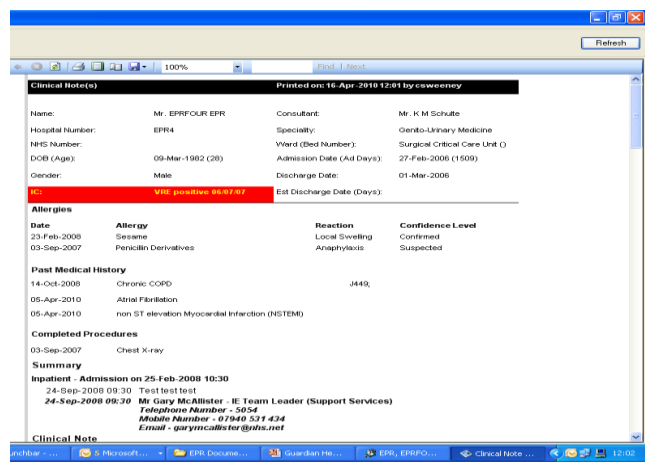 Refresh
100%
Find | Next
Clinical Note(s) Printed on: 16-Apr-2010 12:01 by csweeney
Name: Mr. EPRFOUR EPR Consultant: Mr. K M Schulte
Hospital Number: EPR4 Speciality: Genito-Urinary Medicine
NHS Number: Ward (Bed Number): Surgical Critical Care Unit ()
DOB (Age): 09-Mar-1982 (28) Admission Date (Ad Days): 27-Feb-2006 (1509)
Gender: Male Discharge Date: 01-Mar-2006
IC: VRE positive 06/07/07 Est Discharge Date (Days):
Allergies
Date Allergy Reaction Confidence Level
23-Feb-2008 Sesame Local Swelling Confirmed
03-Sep-2007 Penicillin Derivatives Anaphylaxis Suspected
Past Medical History
14-Oct-2008 Chronic COPD J449;
05-Apr-2010 Atrial Fibrillation
05-Apr-2010 non ST elevation Myocardial Infarction (NSTEMI)
Completed Procedures
03-Sep-2007 Chest X-ray
Summary
Inpatient - Admission on 25-Feb-2008 10:30
24-Sep-2008 09:30 Test test test
24-Sep-2008 09:30 Mr Gary McAllister - IE Team Leader (Support Services)
Telephone Number - 5054
Mobile Number - 07940 531 434
Email - garymcallister@nhs.net
Clinical Note
unchbar - ... 5 Microsoft... EPR Docume... Guardian He... EPR, EPRFO... Clinical Note ... 12:02